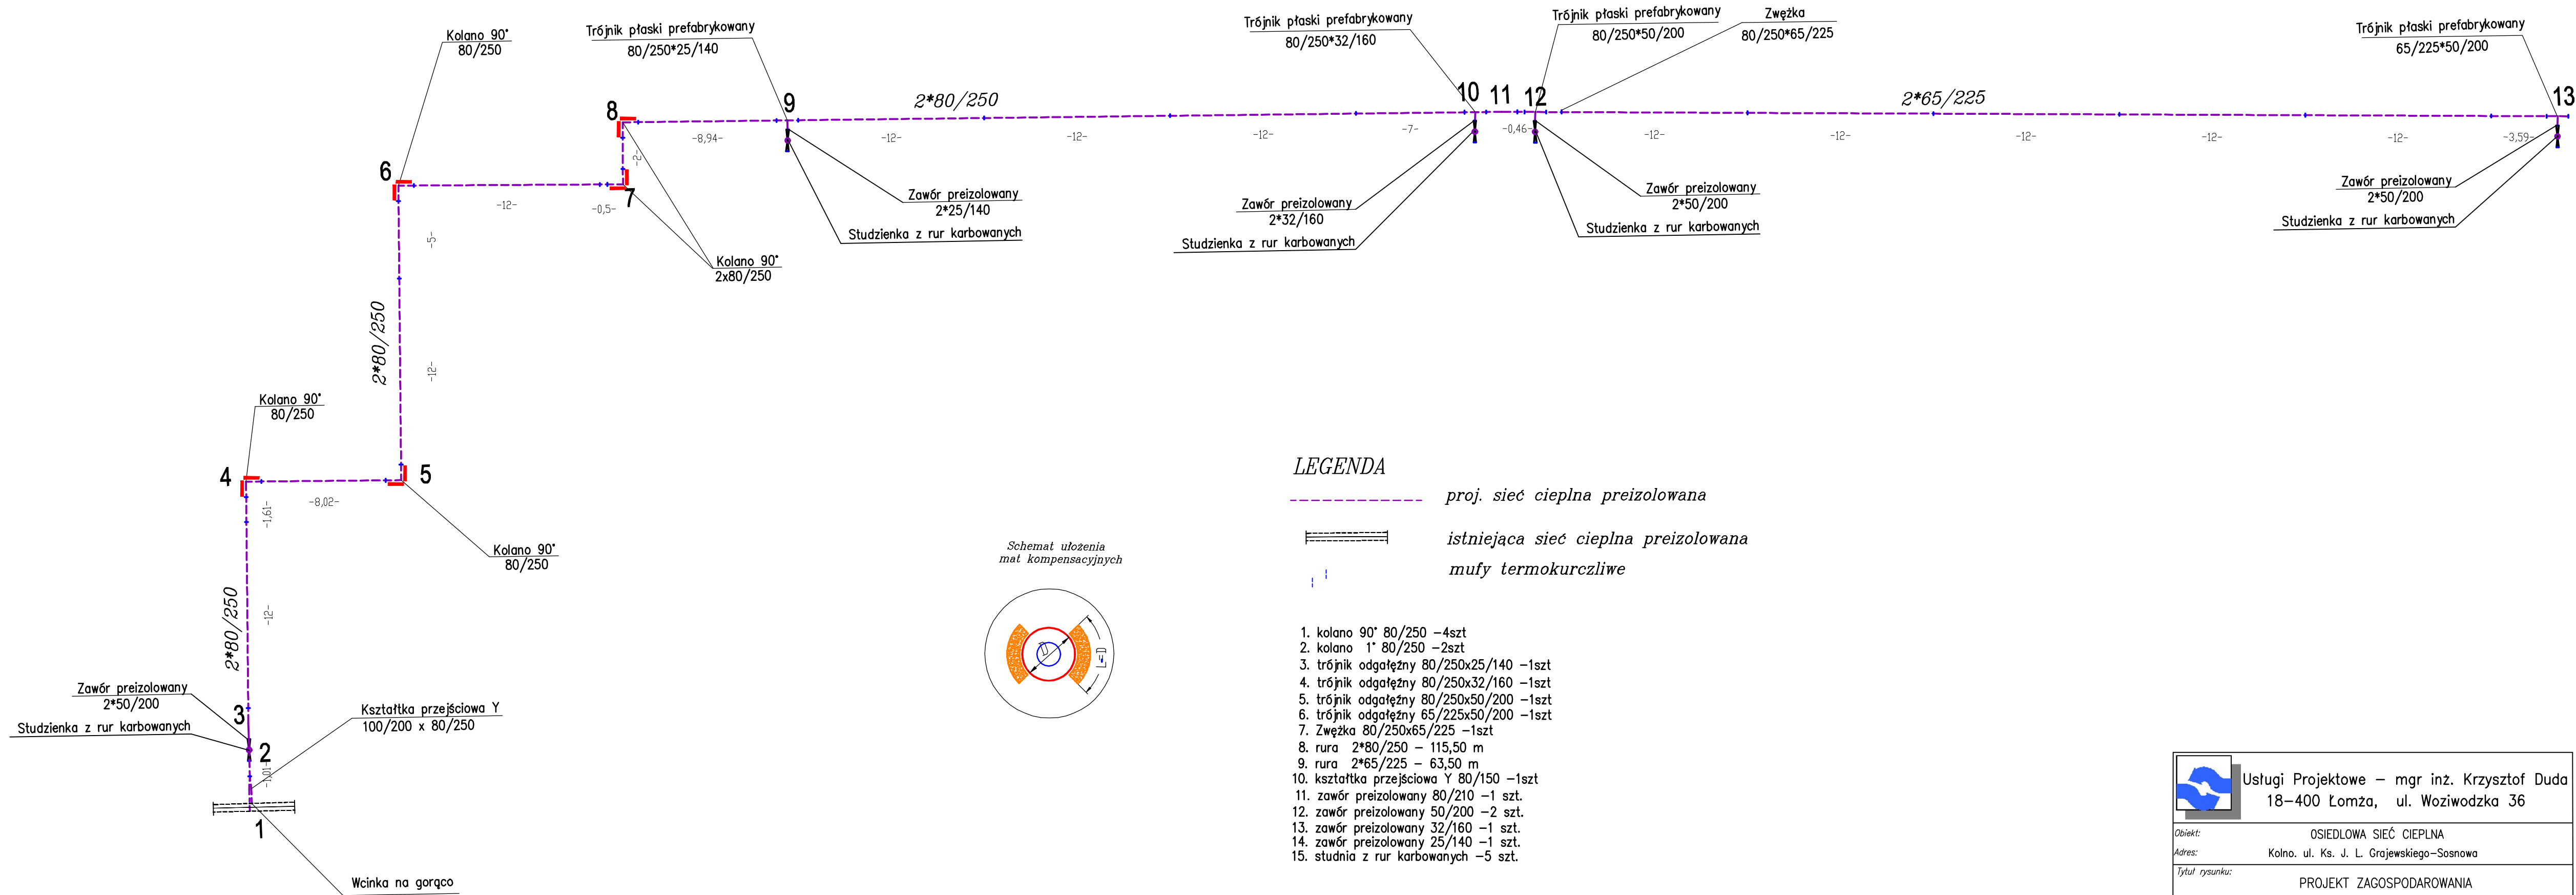 Kolano 90°
80/250
Trójnik płaski prefabrykowany
80/250*25/140
Trójnik płaski prefabrykowany
80/250*32/160
Trójnik płaski prefabrykowany
80/250*50/200
Zwężka
80/250*65/225
Trójnik płaski prefabrykowany
65/225*50/200
8
9
2*80/250
10
11
12
2*65/225
13
-8,94-
-12-
-12-
-12-
-7-
-0,46-
-12-
-12-
-12-
-12-
-12-
-3,59-
-2-
6
7
-12-
-0,5-
Zawór preizolowany
2*25/140
Studzienka z rur karbowanych
Zawór preizolowany
2*32/160
Studzienka z rur karbowanych
Zawór preizolowany
2*50/200
Studzienka z rur karbowanych
Zawór preizolowany
2*50/200
Studzienka z rur karbowanych
Kolano 90°
2x80/250
-5-
2*80/250
-12-
Kolano 90°
80/250
4
5
-8,02-
-1,61-
Kolano 90°
80/250
2*80/250
-12-
Zawór preizolowany
2*50/200
Studzienka z rur karbowanych
3
2
Kształtka przejściowa Y
100/200 x 80/250
-1,01-
1
Wcinka na gorąco
Schemat ułożenia
mat kompensacyjnych
D
L=D
LEGENDA
proj. sieć cieplna preizolowana
istniejąca sieć cieplna preizolowana
mufy termokurczliwe
1. kolano 90° 80/250 -4szt
2. kolano 1° 80/250 -2szt
3. trójnik odgałęźny 80/250x25/140 -1szt
4. trójnik odgałęźny 80/250x32/160 -1szt
5. trójnik odgałęźny 80/250x50/200 -1szt
6. trójnik odgałęźny 65/225x50/200 -1szt
7. Zwężka 80/250x65/225 -1szt
8. rura 2*80/250 - 115,50 m
9. rura 2*65/225 - 63,50 m
10. kształtka przejściowa Y 80/150 -1szt
11. zawór preizolowany 80/210 -1 szt.
12. zawór preizolowany 50/200 -2 szt.
13. zawór preizolowany 32/160 -1 szt.
14. zawór preizolowany 25/140 -1 szt.
15. studnia z rur karbowanych -5 szt.
Usługi Projektowe - mgr inż. Krzysztof Duda
18-400 Łomża, ul. Woziwodzka 36
Obiekt: OSIEDLOWA SIEĆ CIEPLNA
Adres: Kolno. ul. Ks. J. L. Grajewskiego-Sosnowa
Tytuł rysunku: PROJEKT ZAGOSPODAROWANIA